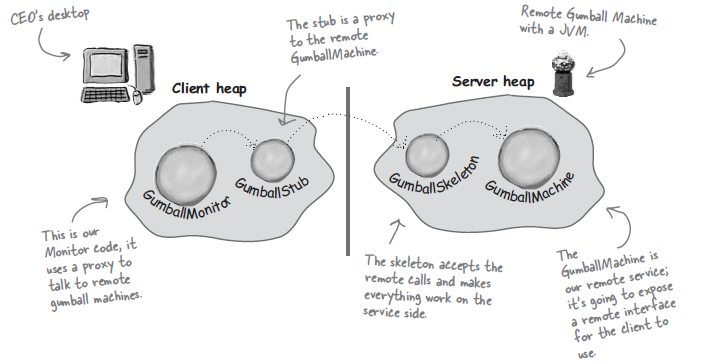 CEO's desktop
The stub is a proxy
to the remote
GumballMachine.
Remote Gumball Machine
with a JVM.
Client heap
Server heap
GumballMonitor
GumballStub
GumballSkeleton
GumballMachine
This is our
Monitor code, it
uses a proxy to
talk to remote
gumball machines.
The skeleton accepts the
remote calls and makes
everything work on the
service side.
The
GumballMachine is
our remote service;
it's going to expose
a remote interface
for the client to
use.